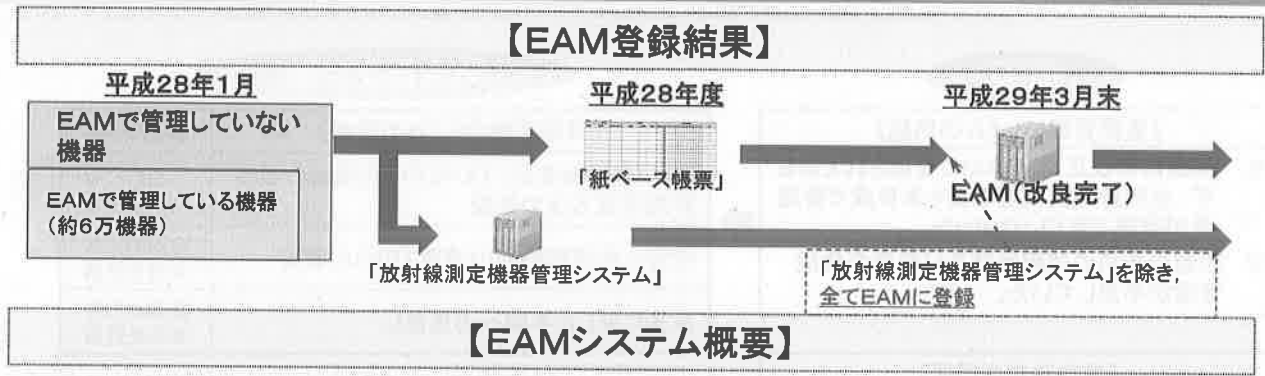 【EAM登録結果】
平成28年1月
平成28年度
平成29年3月末
EAMで管理していない
機器
EAMで管理している機器
(約6万機器)
「紙ベース帳票」
EAM(改良完了)
「放射線測定機器管理システム」
「放射線測定機器管理システム」を除き,
全てEAMに登録
【EAMシステム概要】